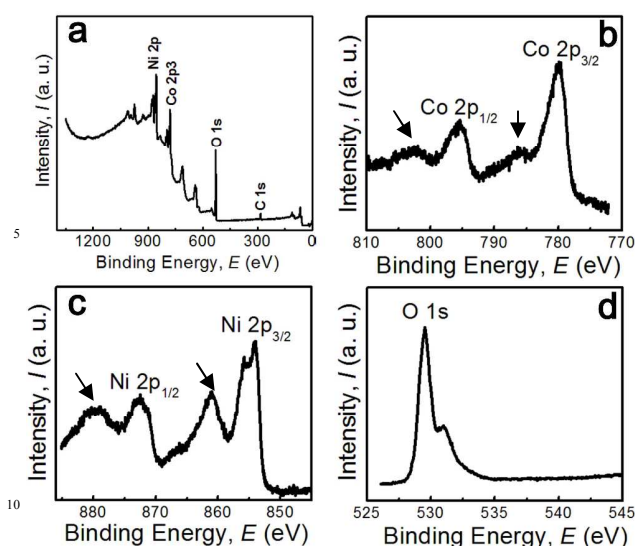 a
Ni 2p
Co 2p3
O 1s
C 1s
Intensity, I (a. u.)
1200 900 600 300 0
Binding Energy, E (eV)
b
Co 2p3/2
Co 2p1/2
Intensity, I (a. u.)
810 800 790 780 770
Binding Energy, E (eV)
5
c
Ni 2p3/2
Ni 2p1/2
Intensity, I (a. u.)
880 870 860 850
Binding Energy, E (eV)
d
O 1s
Intensity, I (a. u.)
525 530 535 540 545
Binding Energy, E (eV)
10